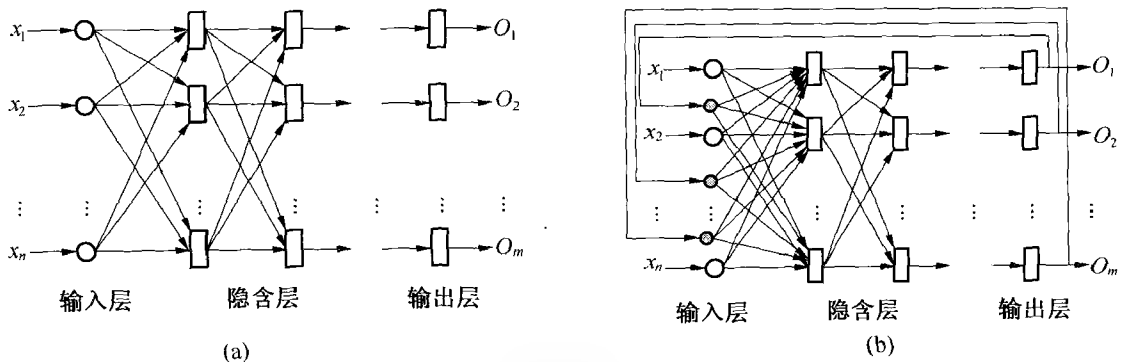 x₁ O₁
x₂ O₂
⋮ ⋮ ⋮ ⋮ ⋮ ⋮ ⋮
xₙ Oₘ
输入层 隐含层 输出层
(a)
x₁ O₁
x₂ O₂
⋮ ⋮ ⋮ ⋮ ⋮ ⋮ ⋮
xₙ Oₘ
输入层 隐含层 输出层
(b)